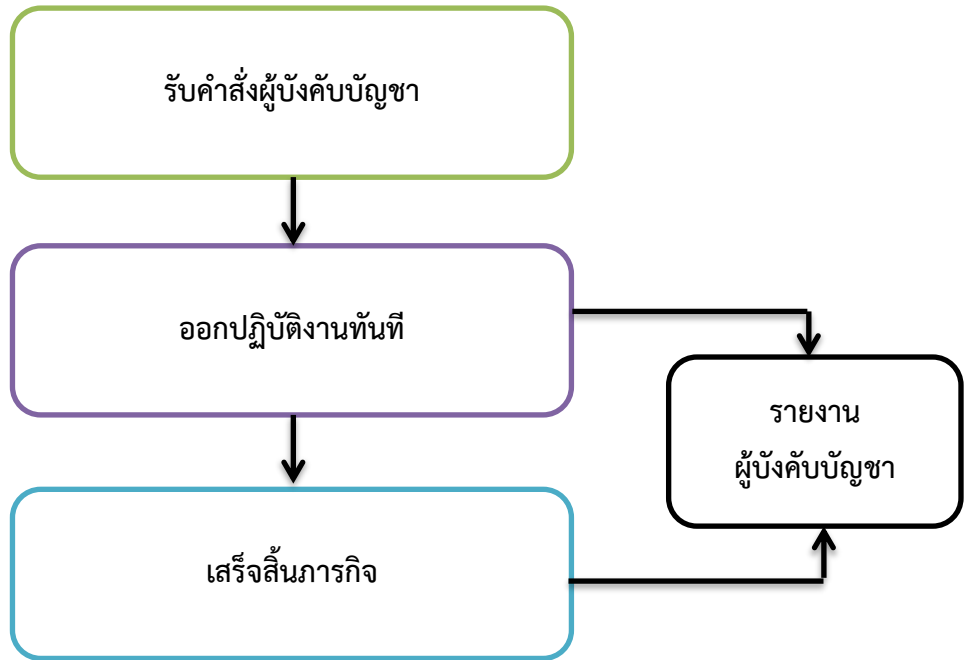 รับคำสั่งผู้บังคับบัญชา
ออกปฏิบัติงานทันที
รายงาน
ผู้บังคับบัญชา
เสร็จสิ้นภารกิจ